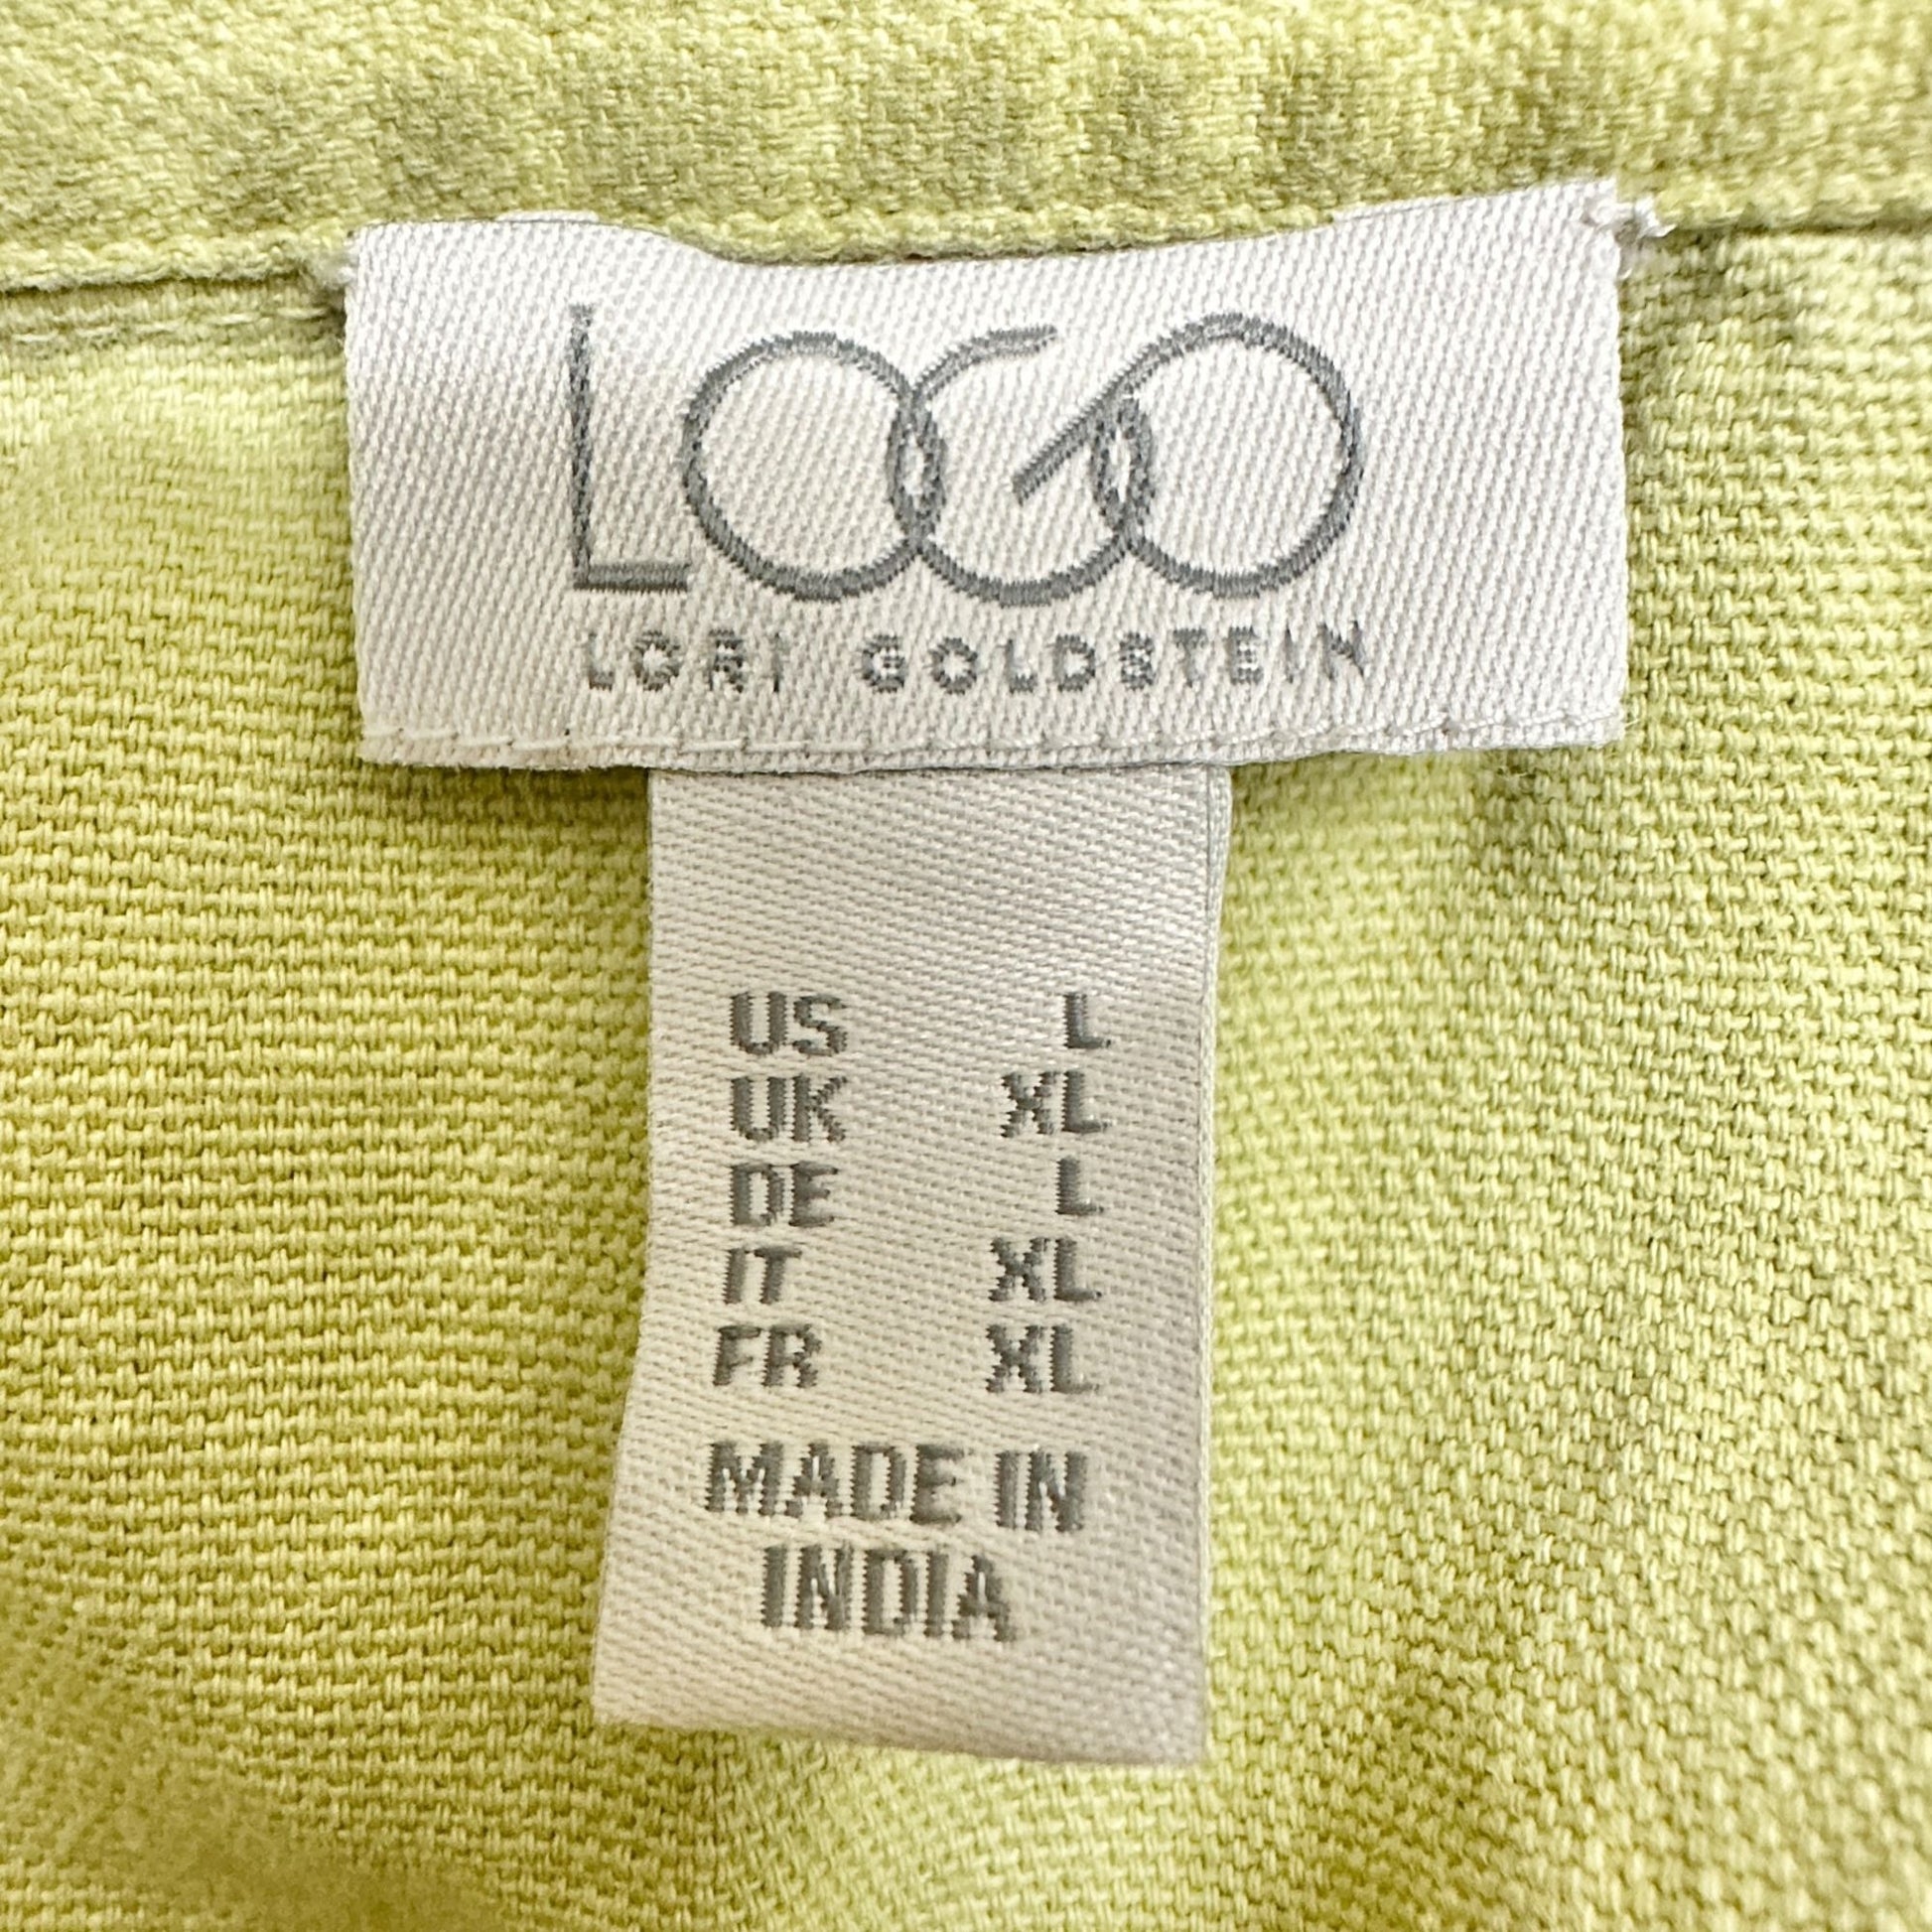 LOGO
LORI GOLDSTEIN
US L
UK XL
DE L
IT XL
FR XL
MADE IN
INDIA